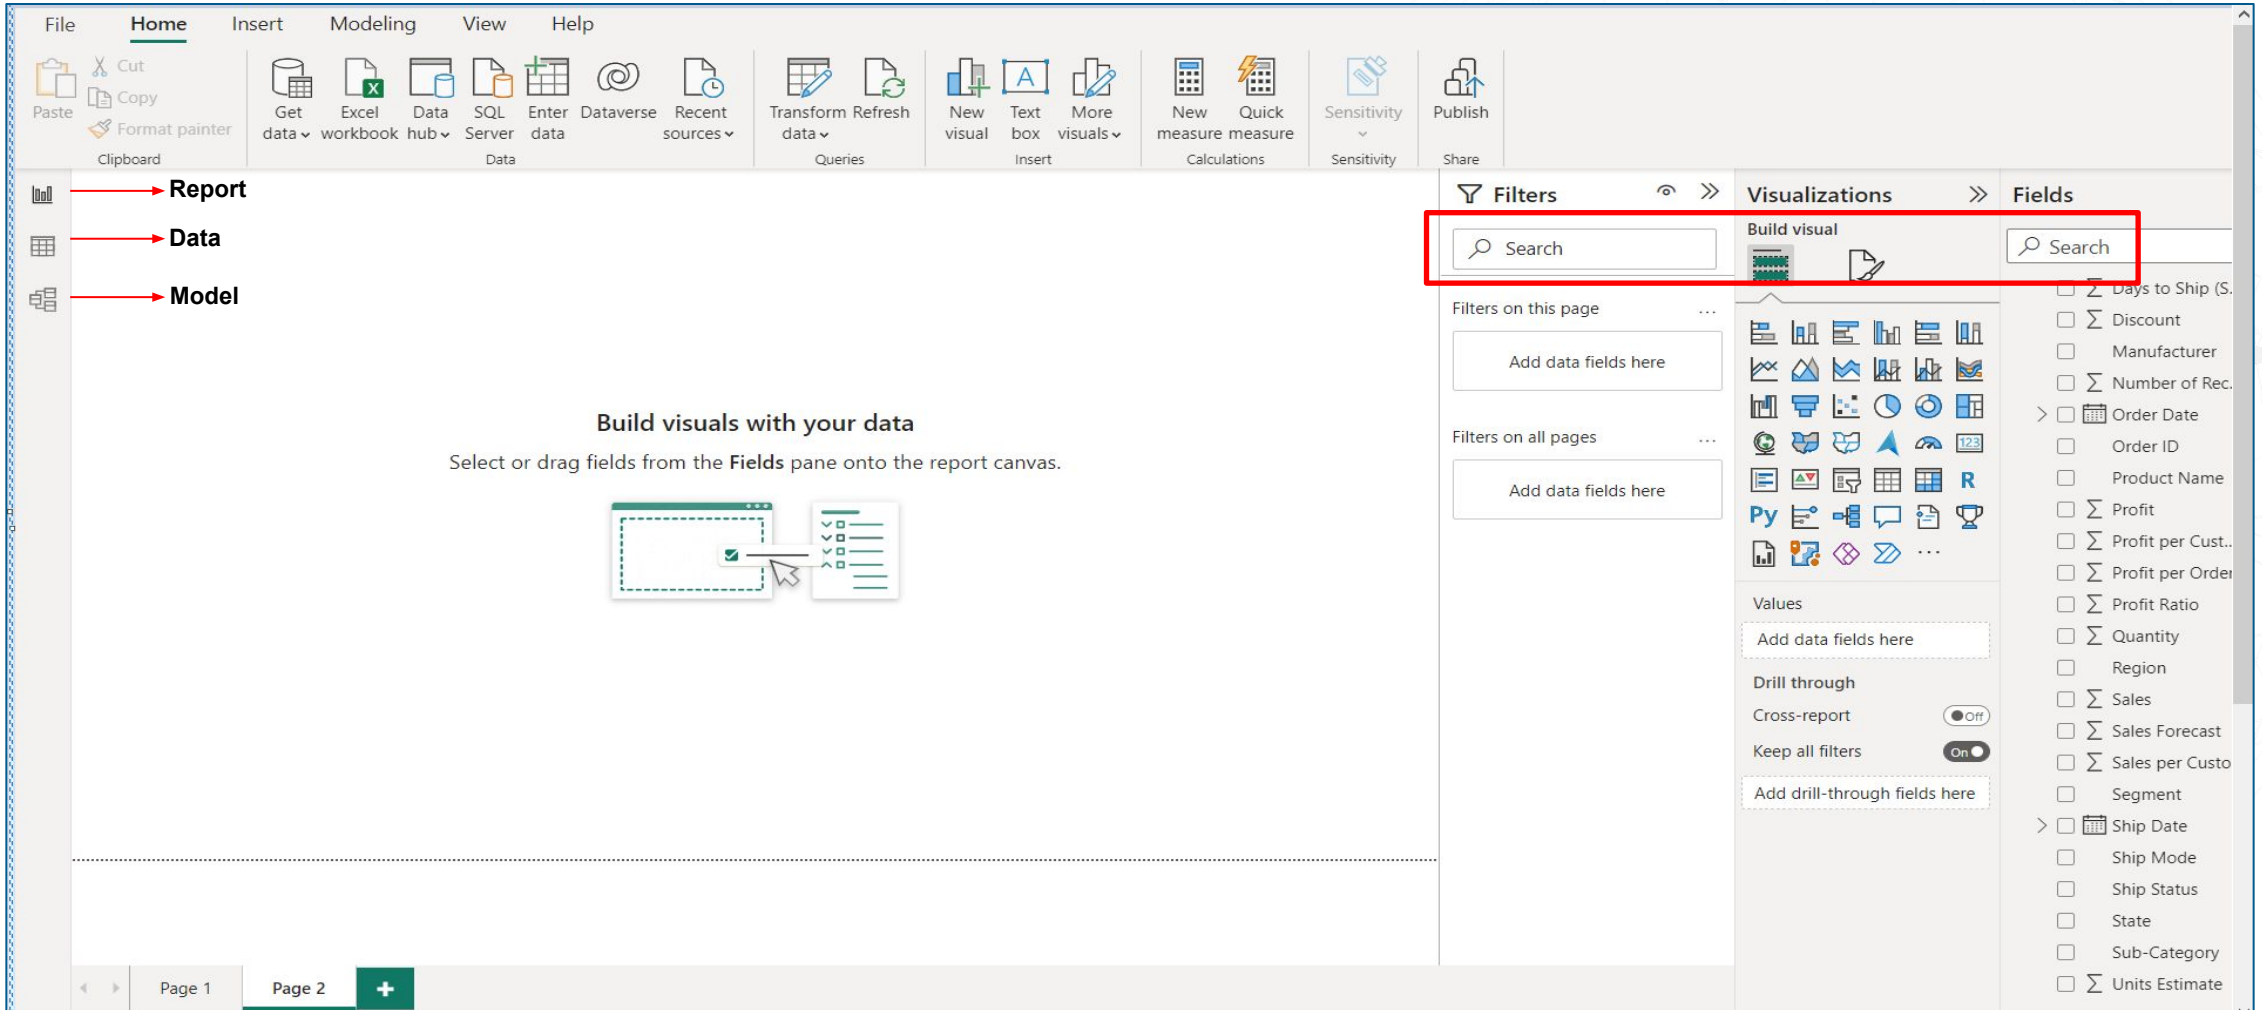 File Home Insert Modeling View Help
Paste
Cut
Copy
Format painter
Clipboard
Get data
Excel workbook
Data hub
SQL Server
Enter data
Dataverse
Recent sources
Data
Transform data
Refresh
Queries
New visual
Text box
More visuals
Insert
New measure
Quick measure
Calculations
Sensitivity
Sensitivity
Publish
Share
Report
Data
Model
Build visuals with your data
Select or drag fields from the Fields pane onto the report canvas.
Page 1
Page 2
Filters
Search
Filters on this page
...
Add data fields here
Filters on all pages
...
Add data fields here
Visualizations
Build visual
123
R
Py
...
Values
Add data fields here
Drill through
Cross-report
Off
Keep all filters
On
Add drill-through fields here
Fields
Search
Days to Ship (S.
Discount
Manufacturer
Number of Rec.
Order Date
Order ID
Product Name
Profit
Profit per Cust..
Profit per Order
Profit Ratio
Quantity
Region
Sales
Sales Forecast
Sales per Custo
Segment
Ship Date
Ship Mode
Ship Status
State
Sub-Category
Units Estimate